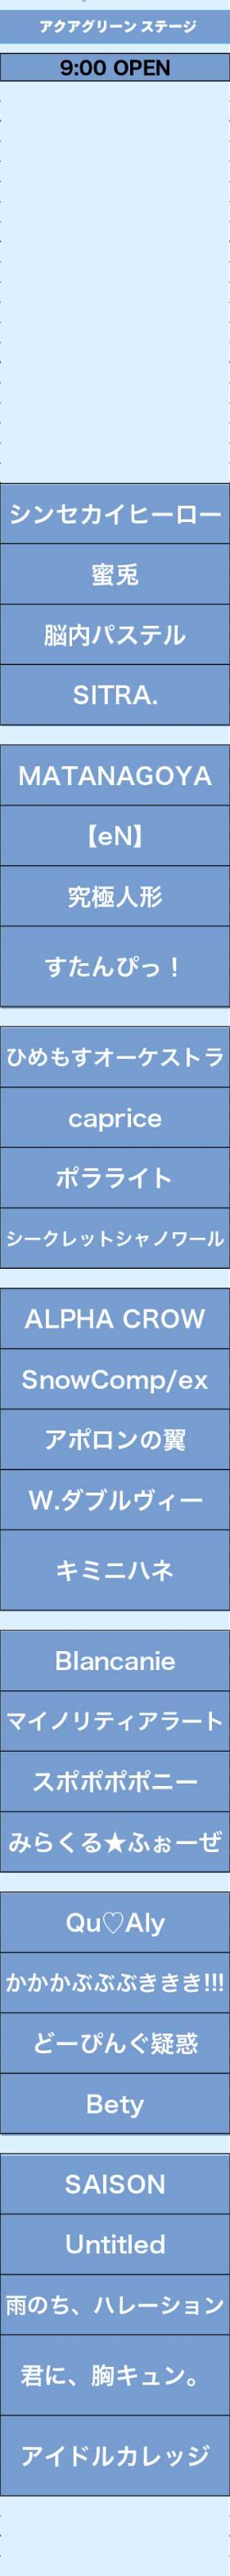 アクアグリーン ステージ
9:00 OPEN
シンセカイヒーロー
蜜兎
脳内パステル
SITRA.
MATANAGOYA
【eN】
究極人形
すたんぴっ！
ひめもすオーケストラ
caprice
ポラライト
シークレットシャノワール
ALPHA CROW
SnowComp/ex
アポロンの翼
W.ダブルヴィー
キミニハネ
Blancanie
マイノリティアラート
スポポポポニー
みらくる★ふぉーぜ
Qu♡Aly
かかかぶぶぶききき!!!
どーぴんぐ疑惑
Bety
SAISON
Untitled
雨のち、ハレーション
君に、胸キュン。
アイドルカレッジ